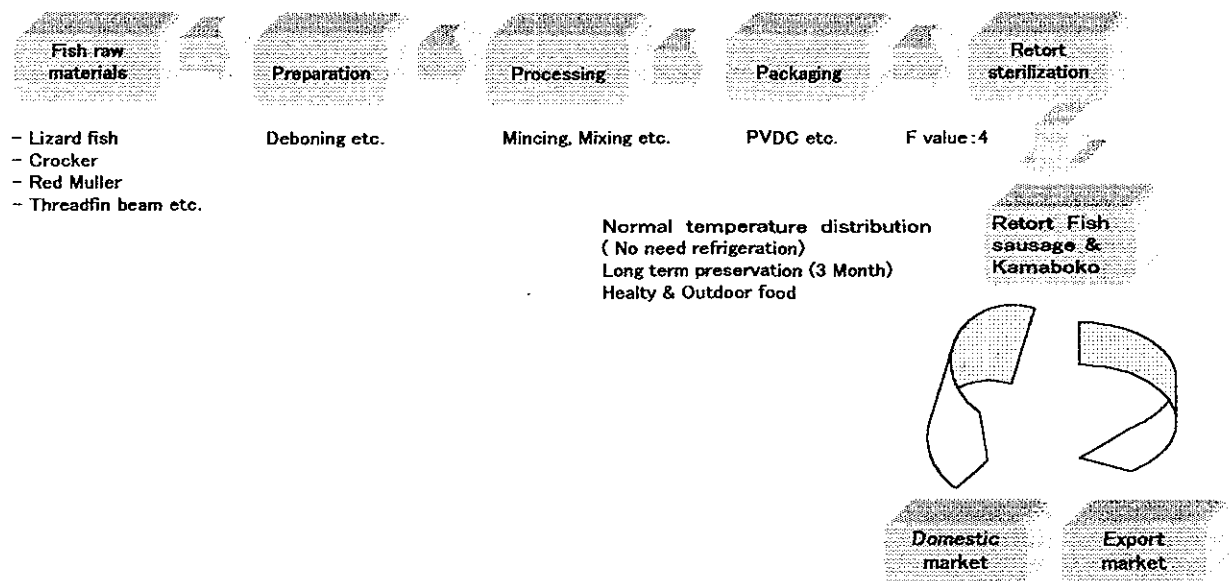 Fish raw
materials
Preparation
Processing
Packaging
Retort
sterilization
- Lizard fish
- Crocker
- Red Muller
- Threadfin beam etc.
Deboning etc.
Mincing, Mixing etc.
PVDC etc.
F value:4
Normal temperature distribution
( No need refrigeration)
Long term preservation (3 Month)
Healty & Outdoor food
Retort Fish
sausage &
Kamaboko
Domestic
market
Export
market